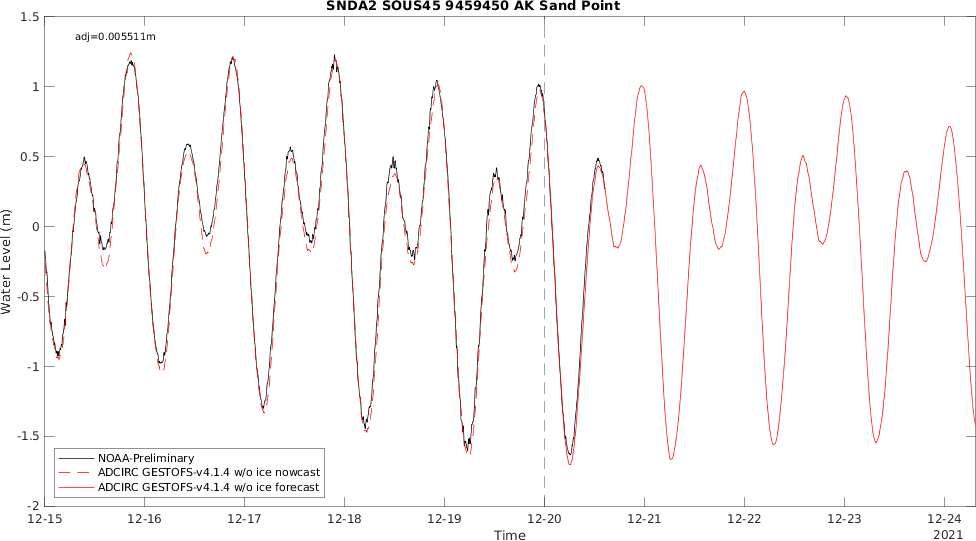 SNDA2 SOUS45 9459450 AK Sand Point
adj=0.005511m
1.5
1
0.5
0
-0.5
-1
-1.5
-2
Water Level (m)
NOAA-Preliminary
ADCIRC GESTOFS-v4.1.4 w/o ice nowcast
ADCIRC GESTOFS-v4.1.4 w/o ice forecast
12-15 12-16 12-17 12-18 12-19 12-20 12-21 12-22 12-23 12-24
Time
2021